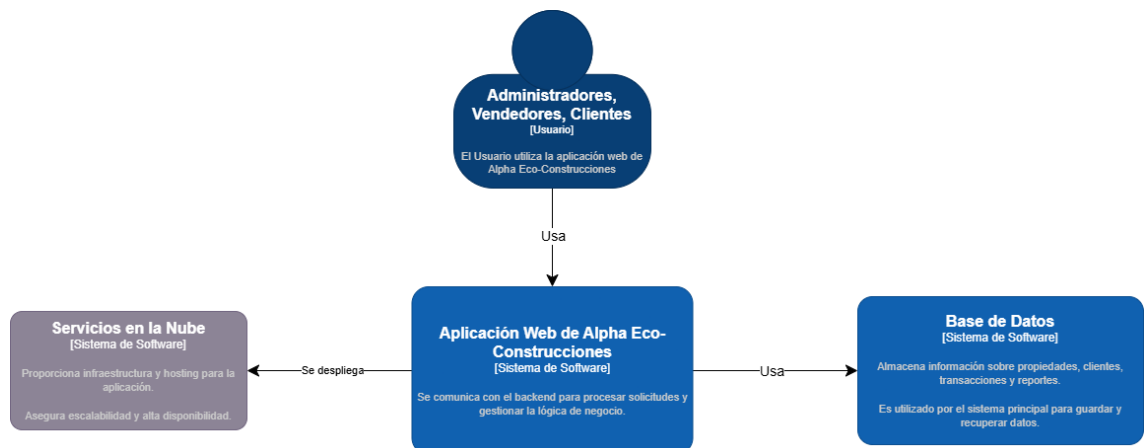 Administradores,
Vendedores, Clientes
[Usuario]
El Usuario utiliza la aplicación web de
Alpha Eco-Construcciones
Usa
Servicios en la Nube
[Sistema de Software]
Proporciona infraestructura y hosting para la
aplicación.
Asegura escalabilidad y alta disponibilidad.
Se despliega
Aplicación Web de Alpha Eco-
Construcciones
[Sistema de Software]
Se comunica con el backend para procesar solicitudes y
gestionar la lógica de negocio.
Usa
Base de Datos
[Sistema de Software]
Almacena información sobre propiedades, clientes,
transacciones y reportes.
Es utilizado por el sistema principal para guardar y
recuperar datos.